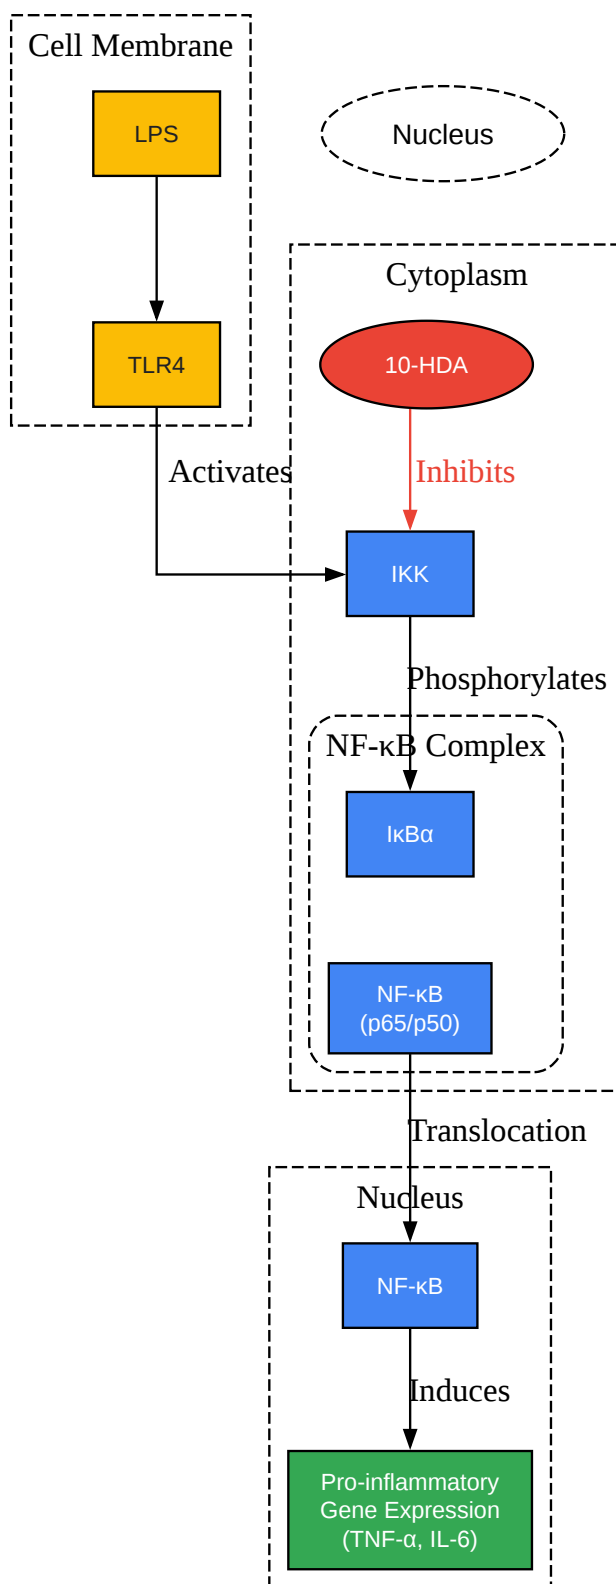 Cell Membrane
LPS
Nucleus
Cytoplasm
TLR4
10-HDA
Activates
Inhibits
IKK
Phosphorylates
NF-κB Complex
IκBα
NF-κB
(p65/p50)
Translocation
Nucleus
NF-κB
Induces
Pro-inflammatory
Gene Expression
(TNF-α, IL-6)